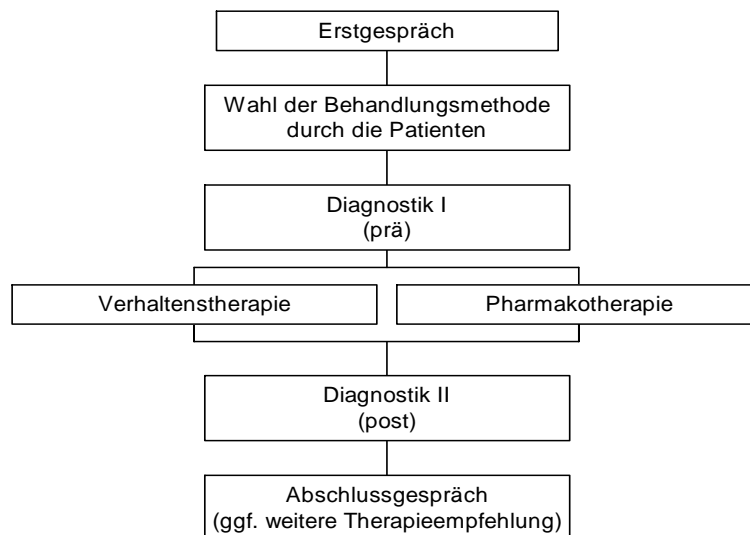 Erstgespräch
Wahl der Behandlungsmethode
durch die Patienten
Diagnostik I
(prä)
Verhaltenstherapie
Pharmakotherapie
Diagnostik II
(post)
Abschlussgespräch
(ggf. weitere Therapieempfehlung)